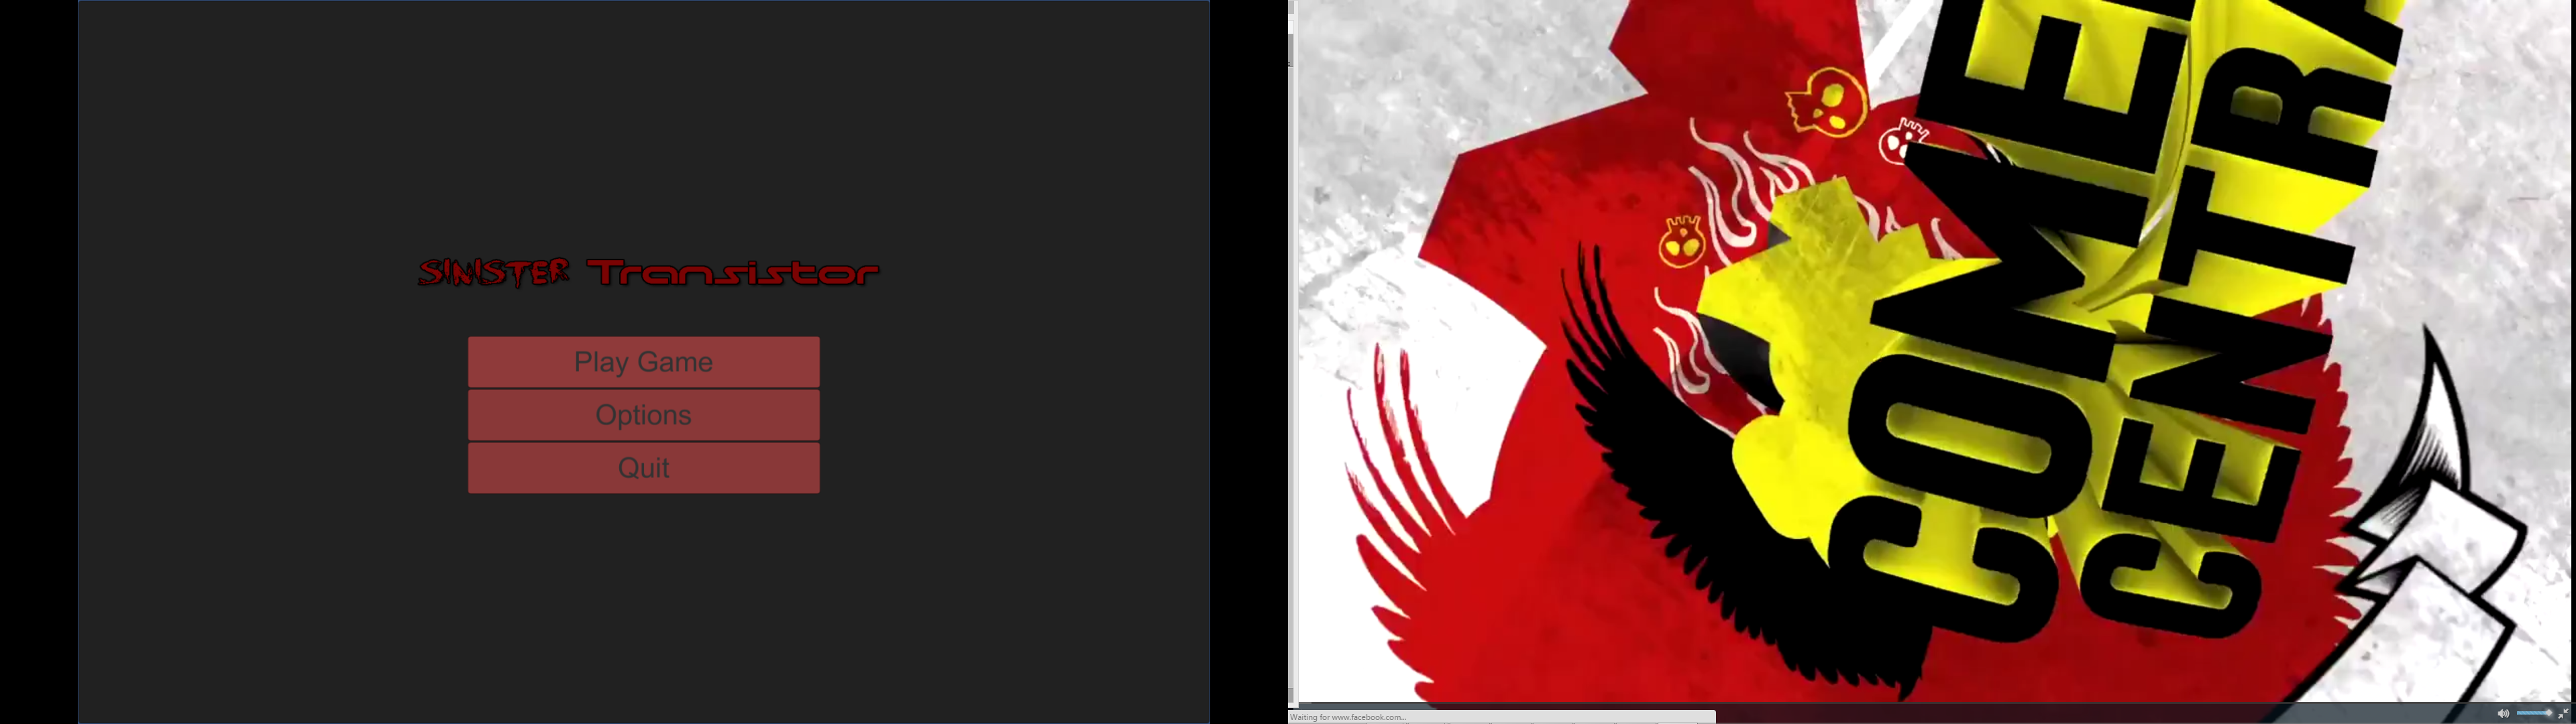 SINISTER Transistor
Play Game
Options
Quit
COME
CENTRA
Waiting for www.facebook.com...